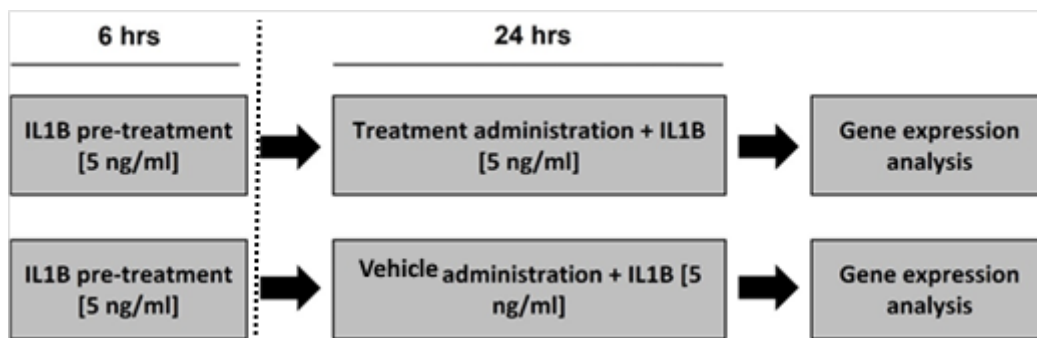 6 hrs
24 hrs
IL1B pre-treatment
[5 ng/ml]
Treatment administration + IL1B
[5 ng/ml]
Gene expression
analysis
IL1B pre-treatment
[5 ng/ml]
Vehicle administration + IL1B [5
ng/ml]
Gene expression
analysis